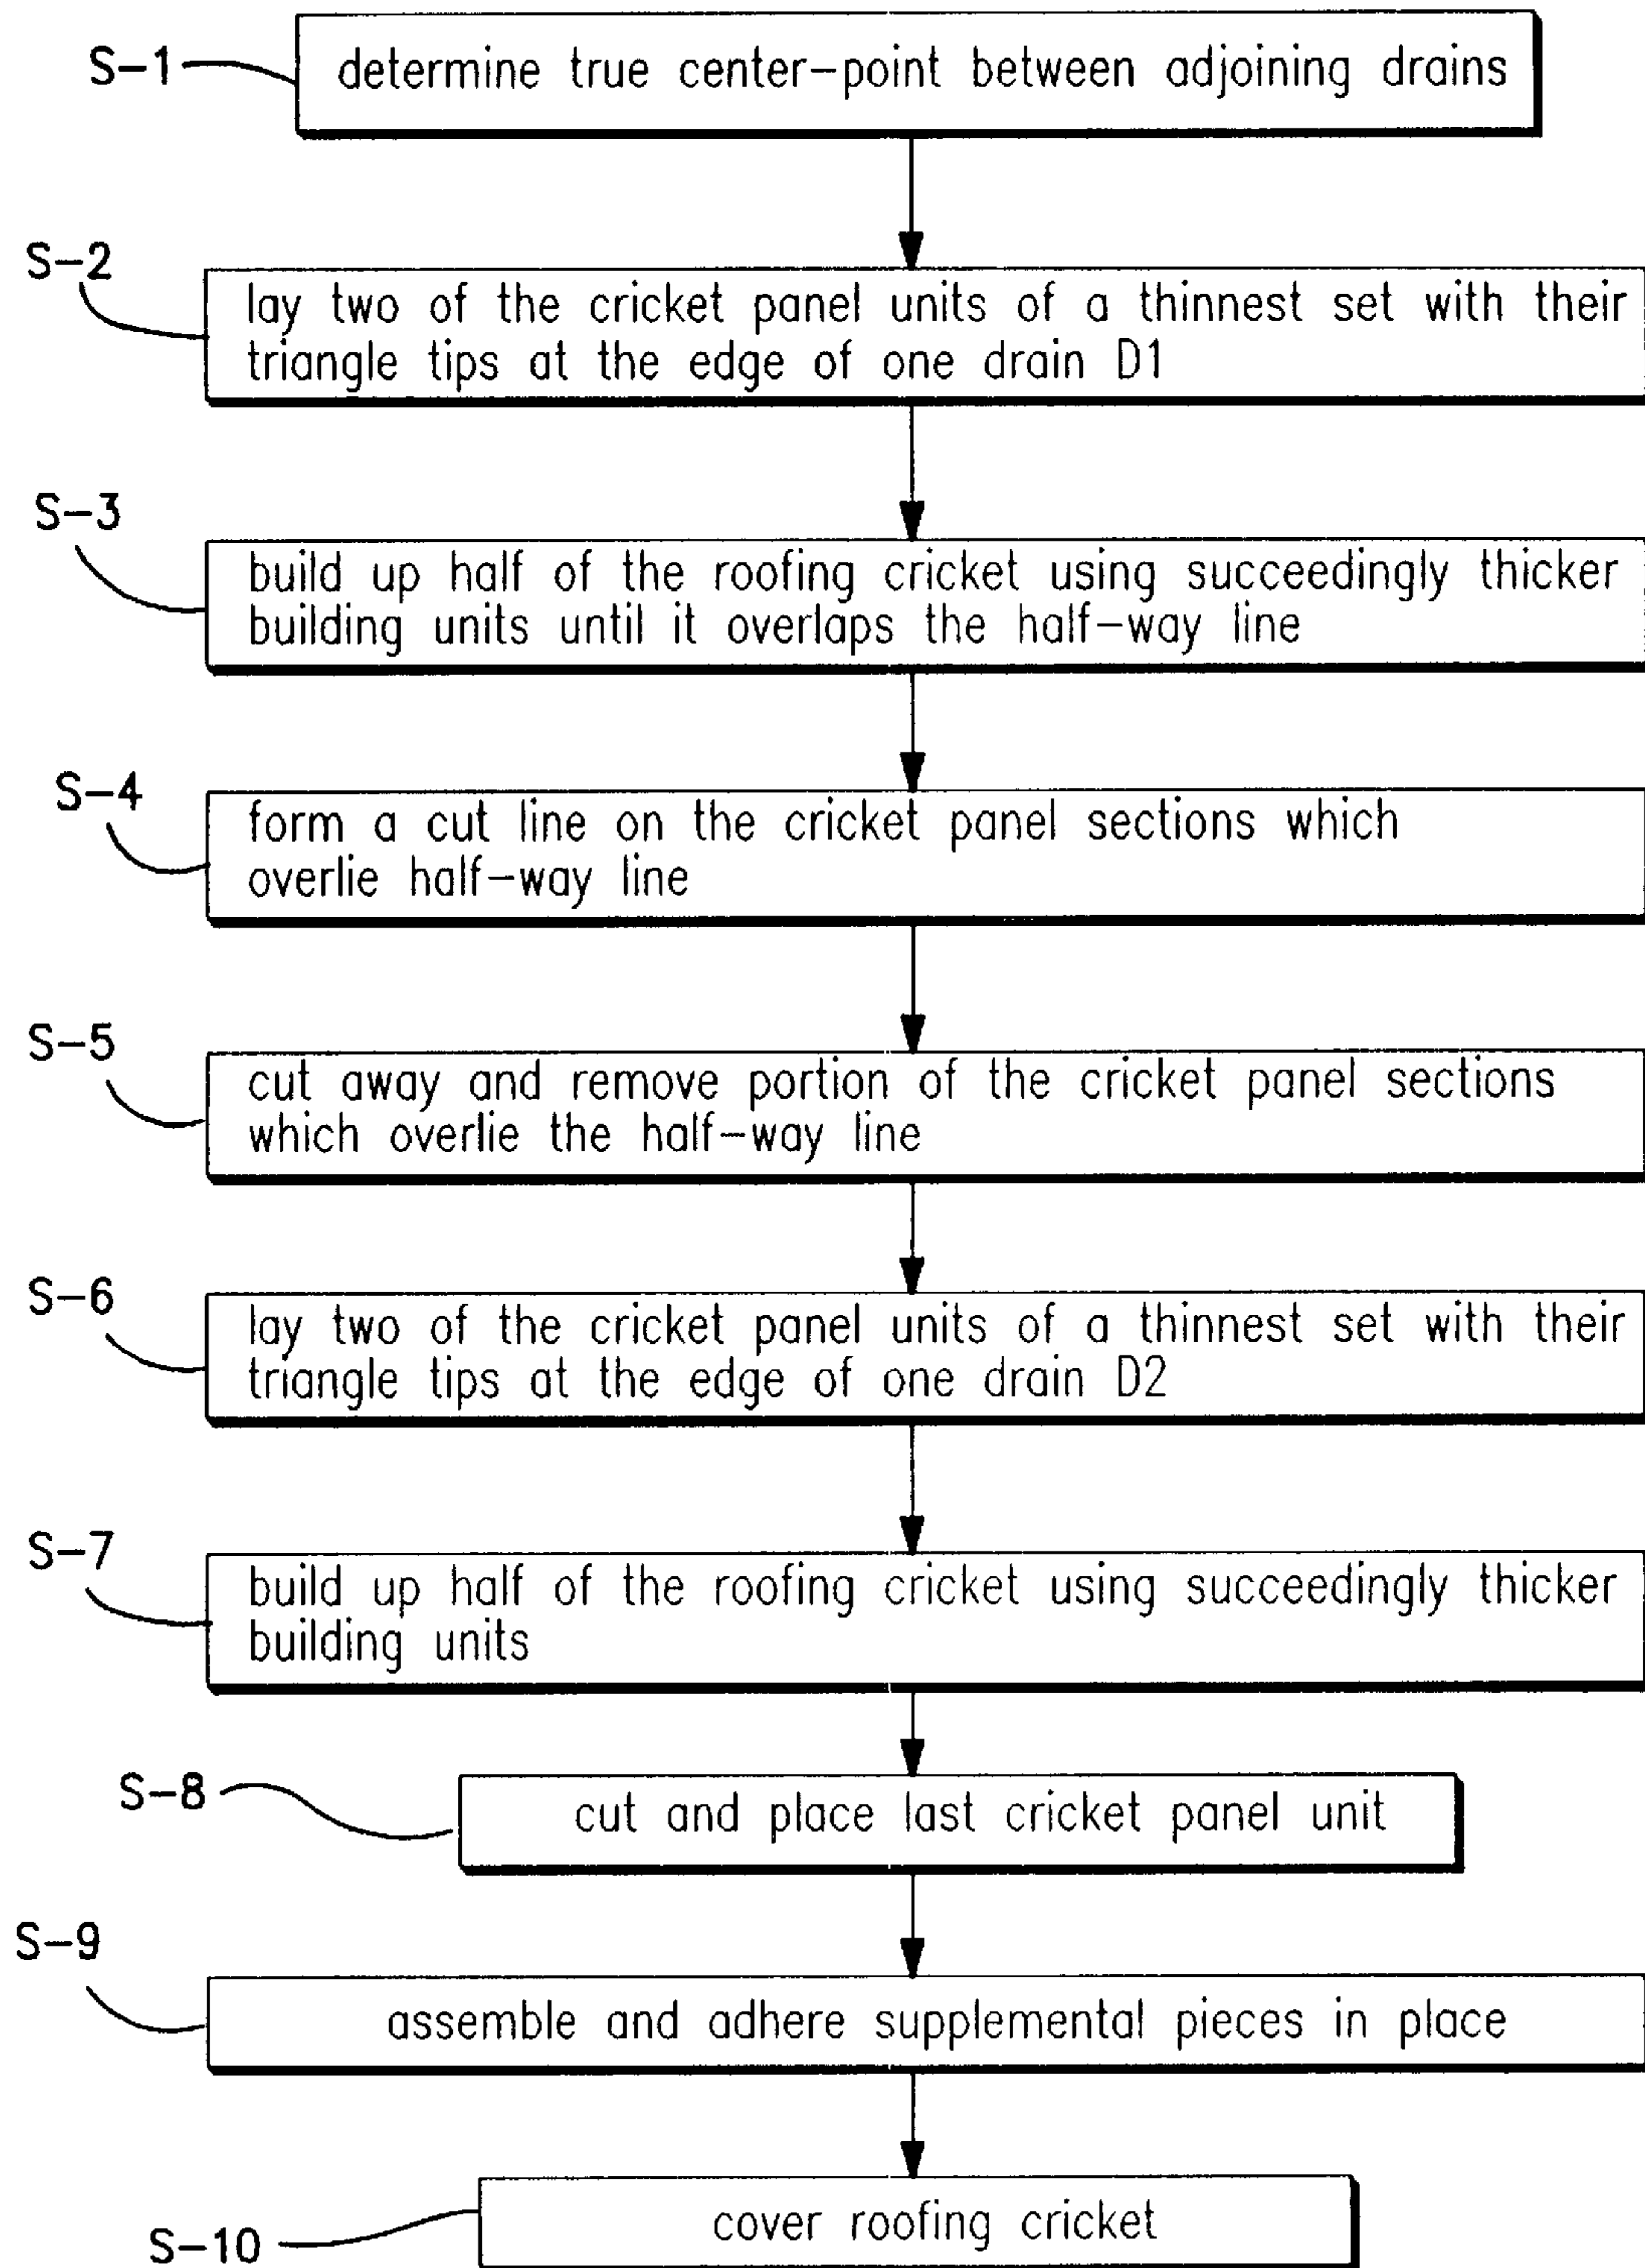 S-1
determine true center-point between adjoining drains
S-2
lay two of the cricket panel units of a thinnest set with their
triangle tips at the edge of one drain D1
S-3
build up half of the roofing cricket using succeedingly thicker
building units until it overlaps the half-way line
S-4
form a cut line on the cricket panel sections which
overlie half-way line
S-5
cut away and remove portion of the cricket panel sections
which overlie the half-way line
S-6
lay two of the cricket panel units of a thinnest set with their
triangle tips at the edge of one drain D2
S-7
build up half of the roofing cricket using succeedingly thicker
building units
S-8
cut and place last cricket panel unit
S-9
assemble and adhere supplemental pieces in place
S-10
cover roofing cricket